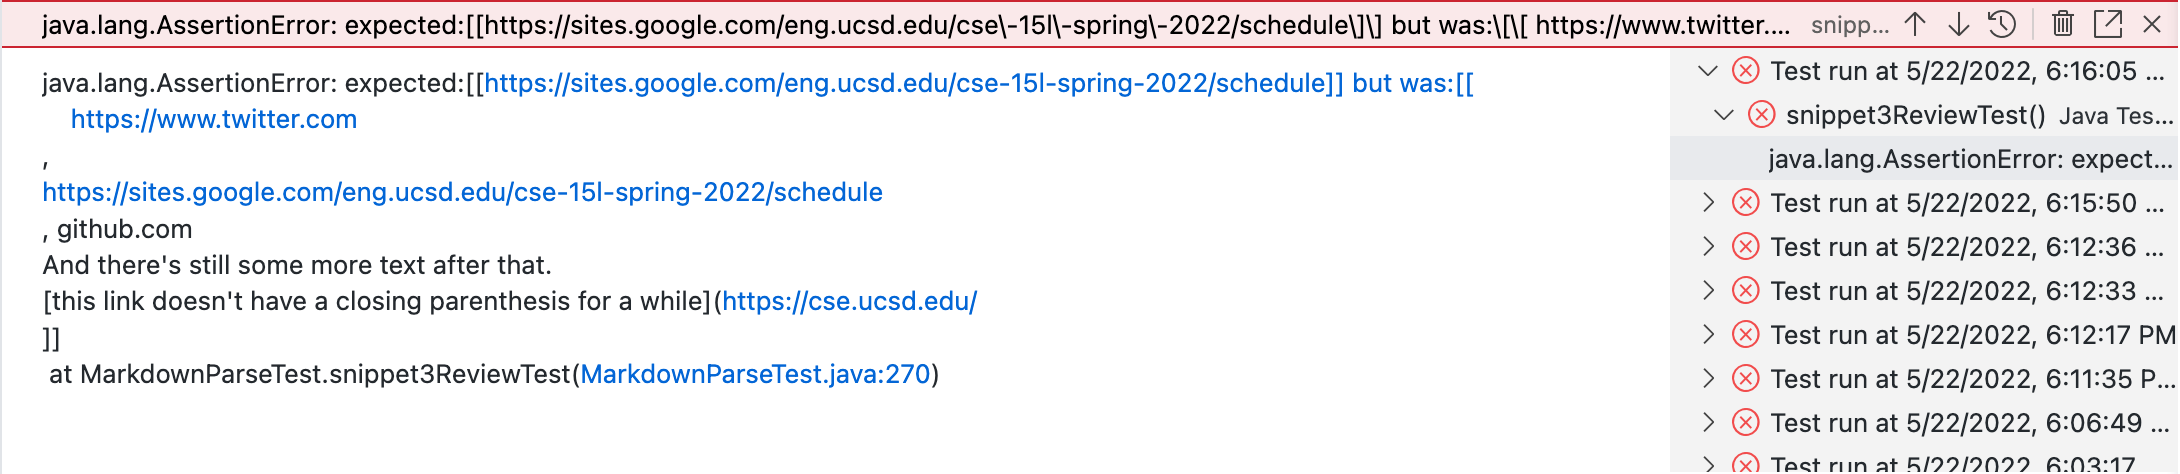 java.lang.AssertionError: expected:[[https://sites.google.com/eng.ucsd.edu/cse\-15l\-spring\-2022/schedule\]\] but was:\[\[ https://www.twitter.... snipp...
java.lang.AssertionError: expected:[[https://sites.google.com/eng.ucsd.edu/cse-15l-spring-2022/schedule]] but was:[[
https://www.twitter.com
,
https://sites.google.com/eng.ucsd.edu/cse-15l-spring-2022/schedule
, github.com
And there's still some more text after that.
[this link doesn't have a closing parenthesis for a while](https://cse.ucsd.edu/
]]
at MarkdownParseTest.snippet3ReviewTest(MarkdownParseTest.java:270)
Test run at 5/22/2022, 6:16:05 ...
snippet3ReviewTest() Java Tes...
java.lang.AssertionError: expect...
Test run at 5/22/2022, 6:15:50 ...
Test run at 5/22/2022, 6:12:36 ...
Test run at 5/22/2022, 6:12:33 ...
Test run at 5/22/2022, 6:12:17 PM
Test run at 5/22/2022, 6:11:35 P...
Test run at 5/22/2022, 6:06:49 ...
Test run at 5/22/2022, 6:03:17